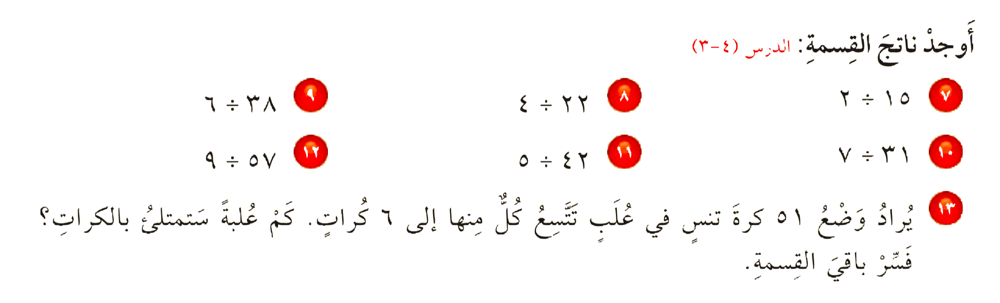 أَوجدْ ناتجَ القِسمةِ: الدرس (٤-٣)
٧ ١٥ ÷ ٢ ٨ ٢٢ ÷ ٤ ٩ ٣٨ ÷ ٦
١٠ ٣١ ÷ ٧ ١١ ٤٢ ÷ ٥ ١٢ ٥٧ ÷ ٩
١٣ يُرادُ وَضْعُ ٥١ كرةَ تنسٍ في عُلَبٍ تَتَّسِعُ كُلٌّ مِنها إلى ٦ كُراتٍ. كَمْ عُلبةً سَتمتلئُ بالكراتِ؟
فَسِّرْ باقيَ القِسمةِ.